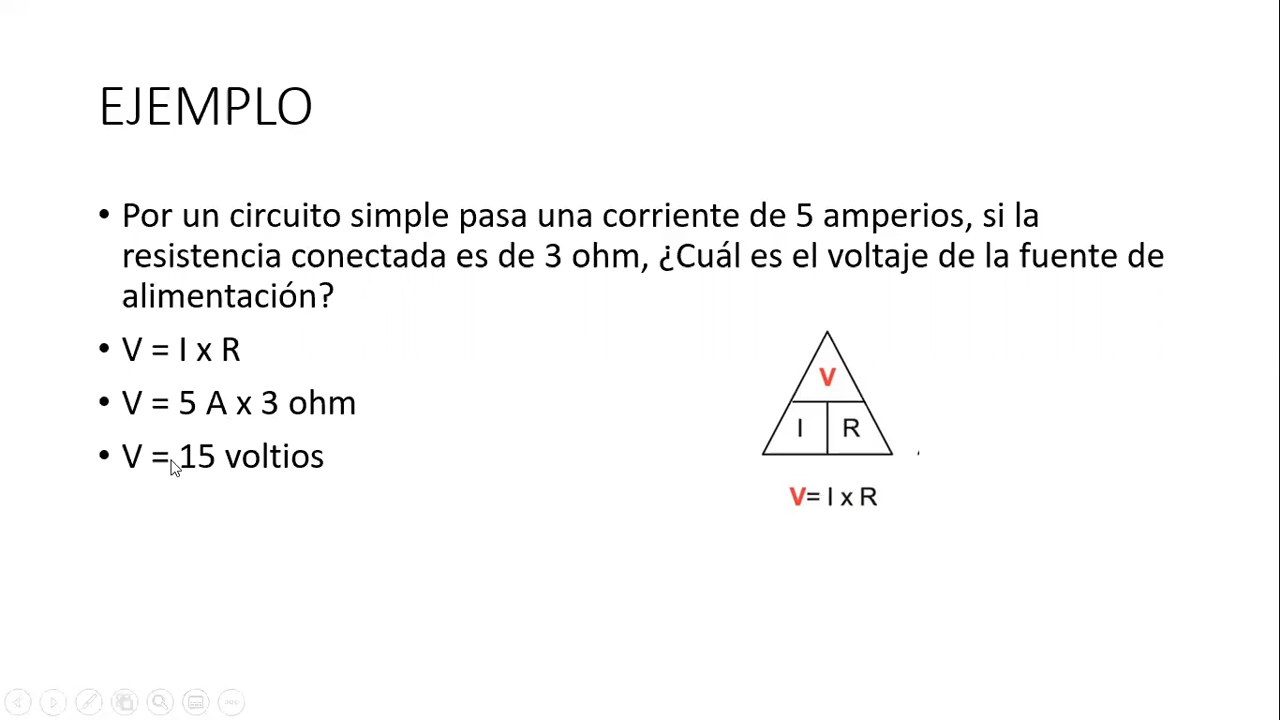 EJEMPLO
• Por un circuito simple pasa una corriente de 5 amperios, si la
resistencia conectada es de 3 ohm, ¿Cuál es el voltaje de la fuente de
alimentación?
• V = I x R
• V = 5 A x 3 ohm
• V = 15 voltios
V
I R
V= I x R